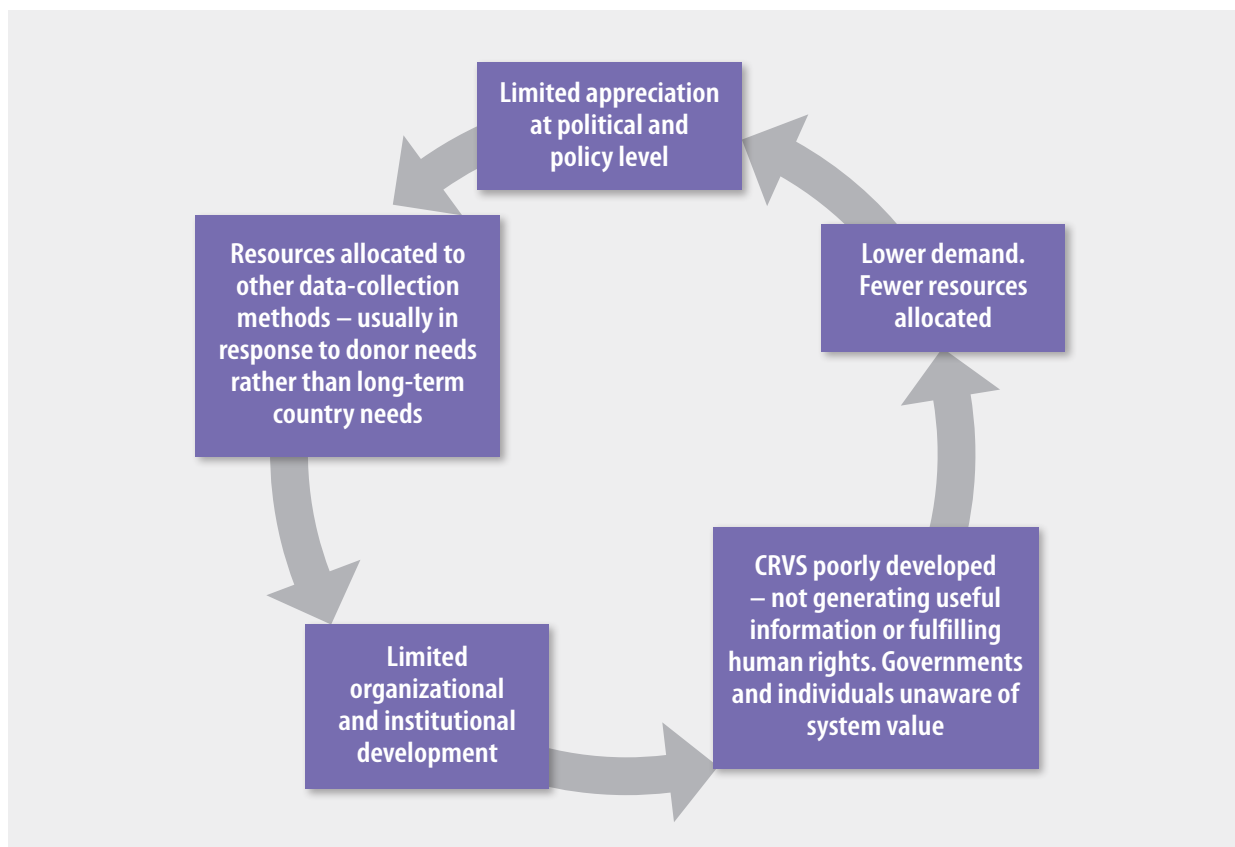 Limited appreciation
at political and
policy level
Resources allocated to
other data-collection
methods – usually in
response to donor needs
rather than long-term
country needs
Limited
organizational
and institutional
development
CRVS poorly developed
– not generating useful
information or fulfilling
human rights. Governments
and individuals unaware of
system value
Lower demand.
Fewer resources
allocated